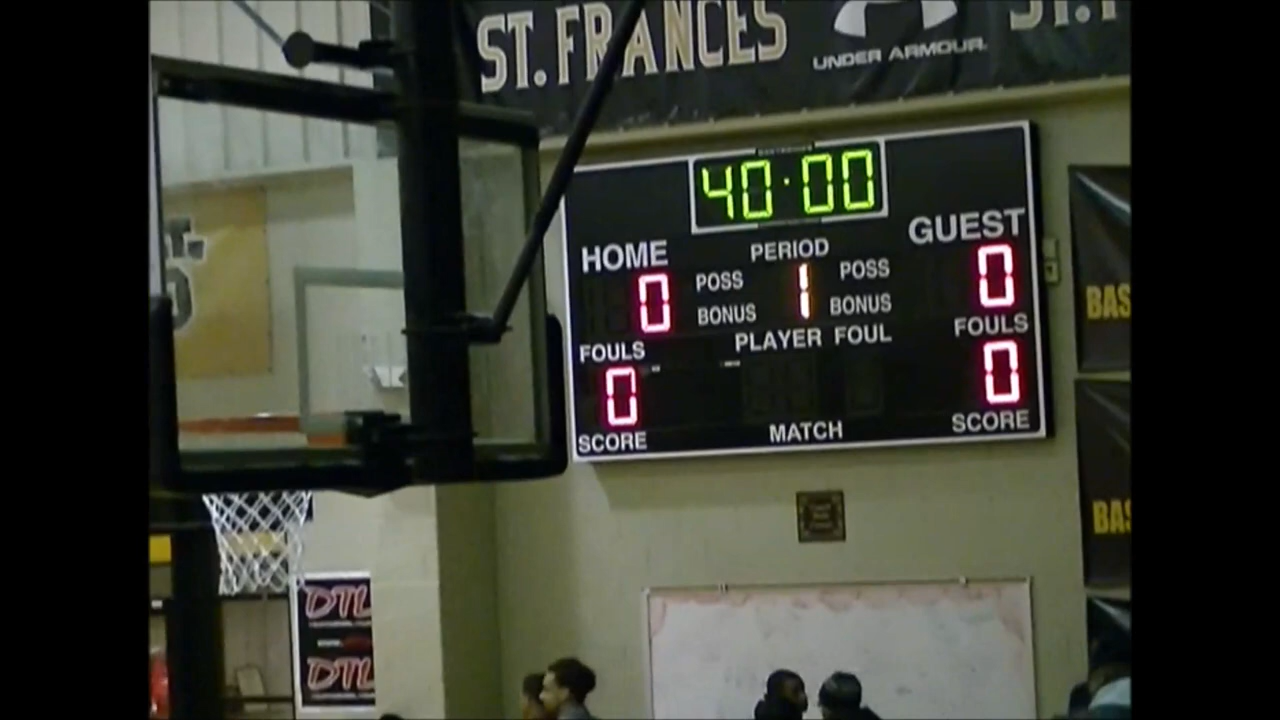 ST. FRANCES
UNDER ARMOUR.
40:00
HOME
PERIOD
GUEST
0
POSS
1
POSS
0
BONUS
BONUS
FOULS
PLAYER FOUL
FOULS
0
0
SCORE
MATCH
SCORE
BAS
BAS
DTL
DTL